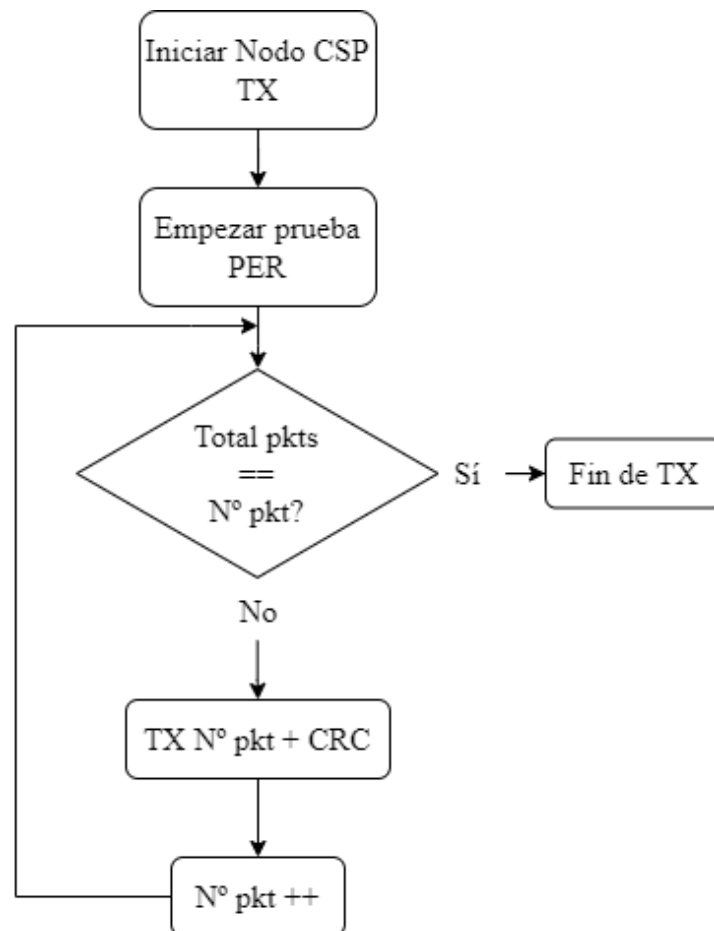 Iniciar Nodo CSP
TX
Empezar prueba
PER
Total pkts
==
Nº pkt?
Sí
Fin de TX
No
TX Nº pkt + CRC
Nº pkt ++